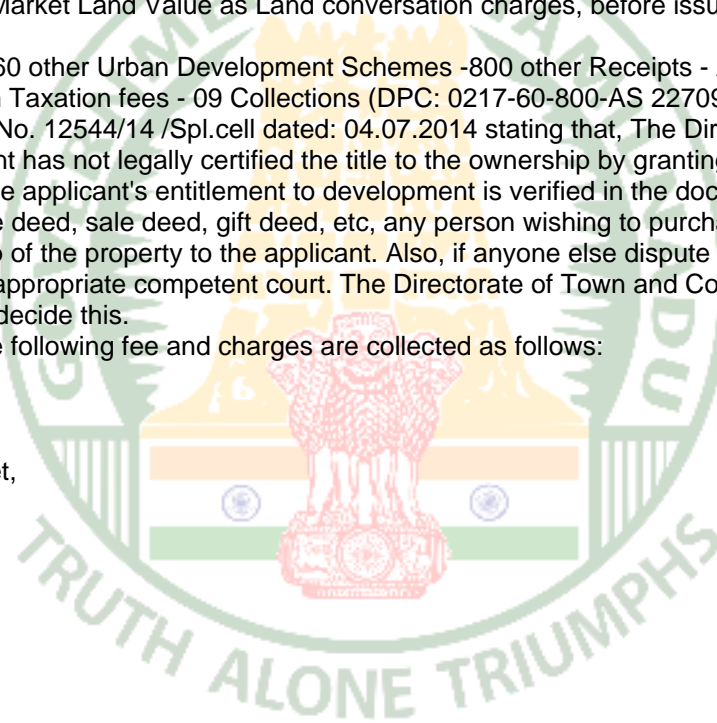 Market Land Value as Land conversation charges, before issu
60 other Urban Development Schemes -800 other Receipts -
Taxation fees - 09 Collections (DPC: 0217-60-800-AS 22709
No. 12544/14 /Spl.cell dated: 04.07.2014 stating that, The Dir
nt has not legally certified the title to the ownership by granting
e applicant's entitlement to development is verified in the doc
e deed, sale deed, gift deed, etc, any person wishing to purcha
of the property to the applicant. Also, if anyone else dispute
appropriate competent court. The Directorate of Town and Co
decide this.
e following fee and charges are collected as follows:
et,
GOVERNMENT OF TAMIL NADU
TRUTH ALONE TRIUMPHS